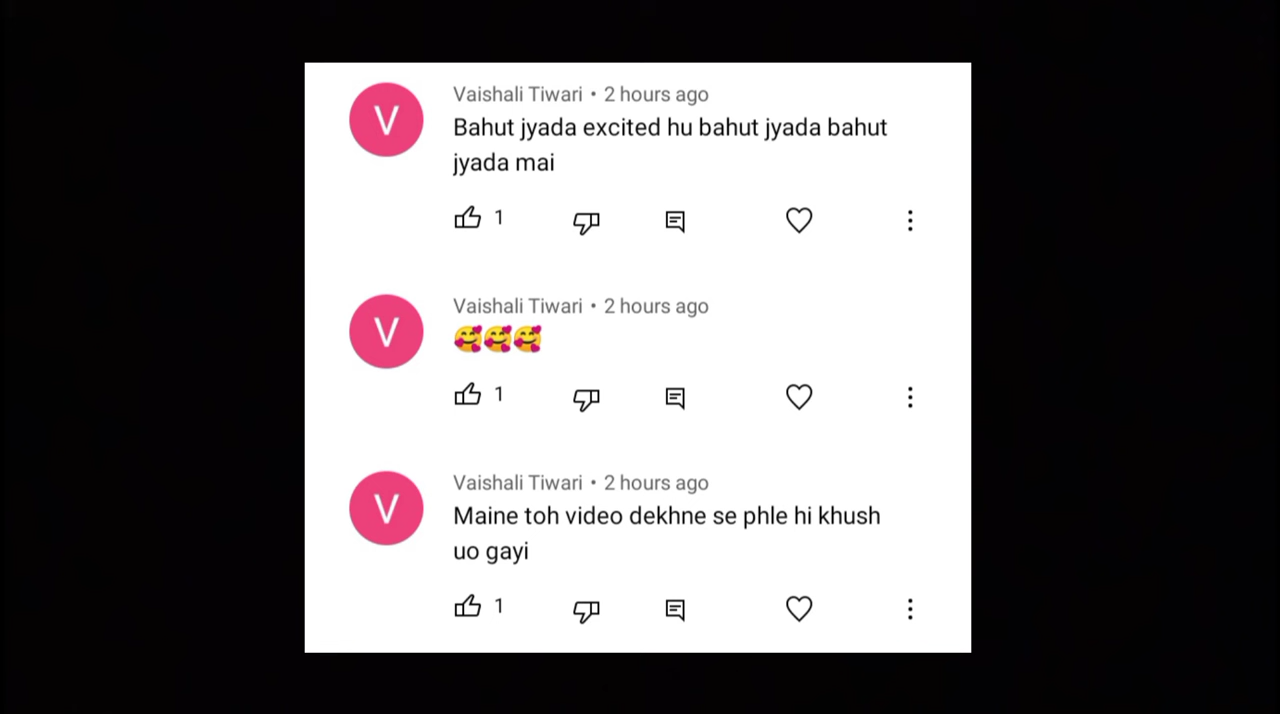 V
Vaishali Tiwari • 2 hours ago
Bahut jyada excited hu bahut jyada bahut
jyada mai
1
V
Vaishali Tiwari • 2 hours ago
🥰🥰🥰
1
V
Vaishali Tiwari • 2 hours ago
Maine toh video dekhne se phle hi khush
uo gayi
1